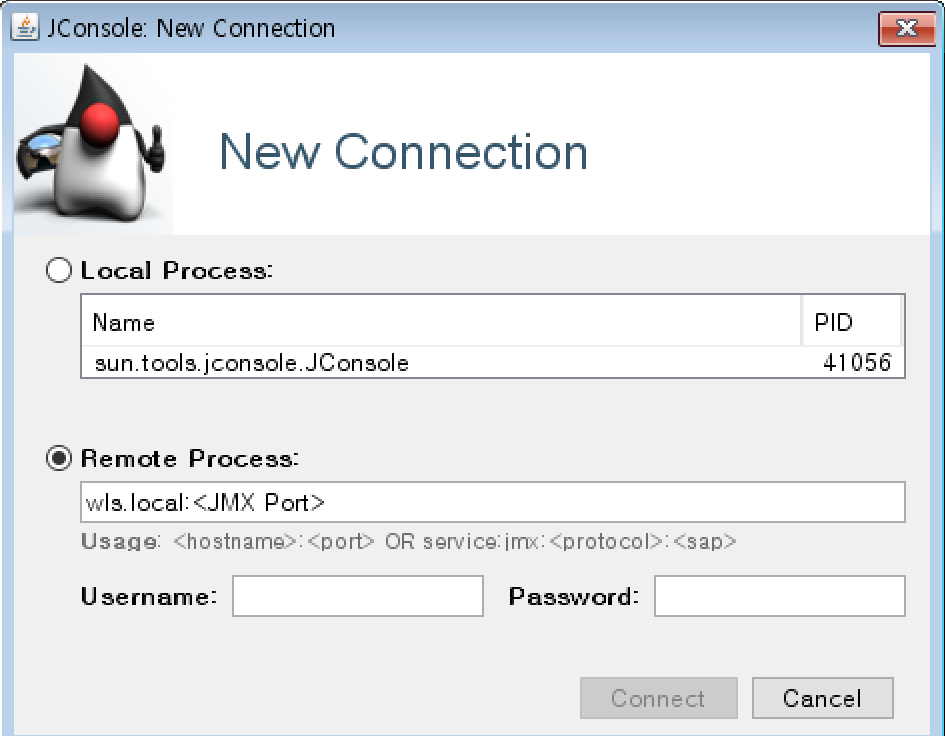 JConsole: New Connection
New Connection
Local Process:
Name PID
sun.tools.jconsole.JConsole 41056
Remote Process:
wls.local:<JMX Port>
Usage: <hostname>:<port> OR service:jmx:<protocol>:<sap>
Username: Password:
Connect Cancel